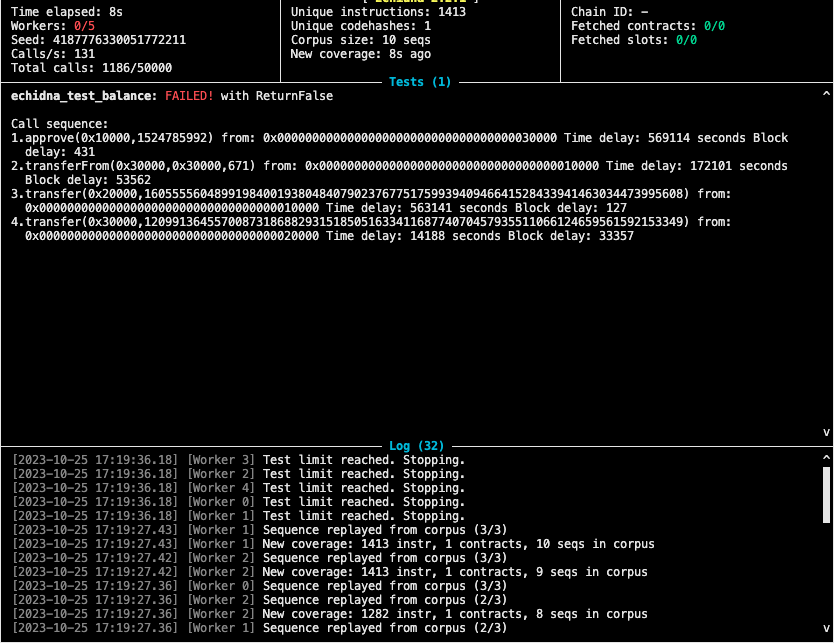 Time elapsed: 8s
Workers: 0/5
Seed: 4187776330051772211
Calls/s: 131
Total calls: 1186/50000
Unique instructions: 1413
Unique codehashes: 1
Corpus size: 10 seqs
New coverage: 8s ago
Chain ID: -
Fetched contracts: 0/0
Fetched slots: 0/0
Tests (1)
echidna_test_balance: FAILED! with ReturnFalse
^
Call sequence:
1.approve(0x10000,1524785992) from: 0x0000000000000000000000000000000000030000 Time delay: 569114 seconds Block
delay: 431
2.transferFrom(0x30000,0x30000,671) from: 0x0000000000000000000000000000000000010000 Time delay: 172101 seconds
Block delay: 53562
3.transfer(0x20000,16055556048991984001938048407902376775175993940946641528433941463034473995608) from:
0x0000000000000000000000000000000000010000 Time delay: 563141 seconds Block delay: 127
4.transfer(0x30000,12099136455700873186882931518505163341168774070457935511066124659561592153349) from:
0x0000000000000000000000000000000000020000 Time delay: 14188 seconds Block delay: 33357
v
Log (32)
[2023-10-25 17:19:36.18] [Worker 3] Test limit reached. Stopping.
^
[2023-10-25 17:19:36.18] [Worker 2] Test limit reached. Stopping.
[2023-10-25 17:19:36.18] [Worker 4] Test limit reached. Stopping.
[2023-10-25 17:19:36.18] [Worker 0] Test limit reached. Stopping.
[2023-10-25 17:19:36.18] [Worker 1] Test limit reached. Stopping.
[2023-10-25 17:19:27.43] [Worker 1] Sequence replayed from corpus (3/3)
[2023-10-25 17:19:27.43] [Worker 1] New coverage: 1413 instr, 1 contracts, 10 seqs in corpus
[2023-10-25 17:19:27.42] [Worker 2] Sequence replayed from corpus (3/3)
[2023-10-25 17:19:27.42] [Worker 2] New coverage: 1413 instr, 1 contracts, 9 seqs in corpus
[2023-10-25 17:19:27.36] [Worker 0] Sequence replayed from corpus (3/3)
[2023-10-25 17:19:27.36] [Worker 2] Sequence replayed from corpus (2/3)
[2023-10-25 17:19:27.36] [Worker 2] New coverage: 1282 instr, 1 contracts, 8 seqs in corpus
[2023-10-25 17:19:27.36] [Worker 1] Sequence replayed from corpus (2/3)
v